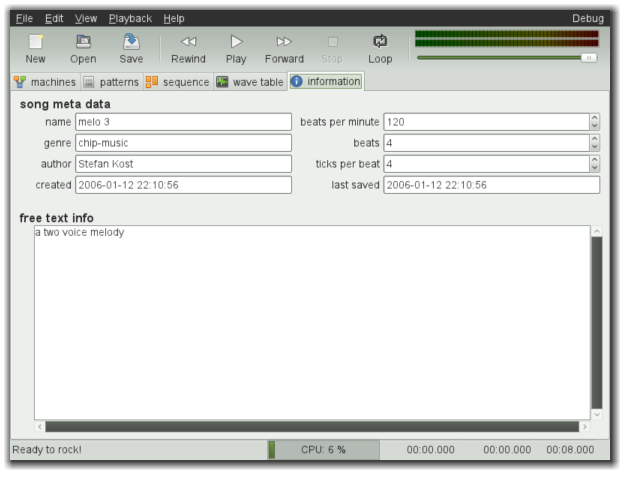 File Edit View Playback Help Debug
New Open Save Rewind Play Forward Stop Loop
machines patterns sequence wave table information
song meta data
name melo 3 beats per minute 120
genre chip-music beats 4
author Stefan Kost ticks per beat 4
created 2006-01-12 22:10:56 last saved 2006-01-12 22:10:56
free text info
a two voice melody
Ready to rock! CPU: 6 % 00:00.000 00:00.000 00:08.000